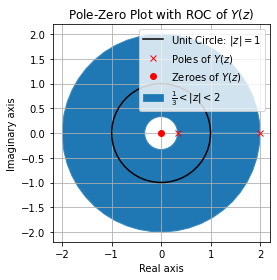 Pole-Zero Plot with ROC of Y(z)
Unit Circle: |z| = 1
Poles of Y(z)
Zeroes of Y(z)
1/3 < |z| < 2
2.0
1.5
1.0
0.5
0.0
−0.5
−1.0
−1.5
−2.0
Imaginary axis
−2 −1 0 1 2
Real axis